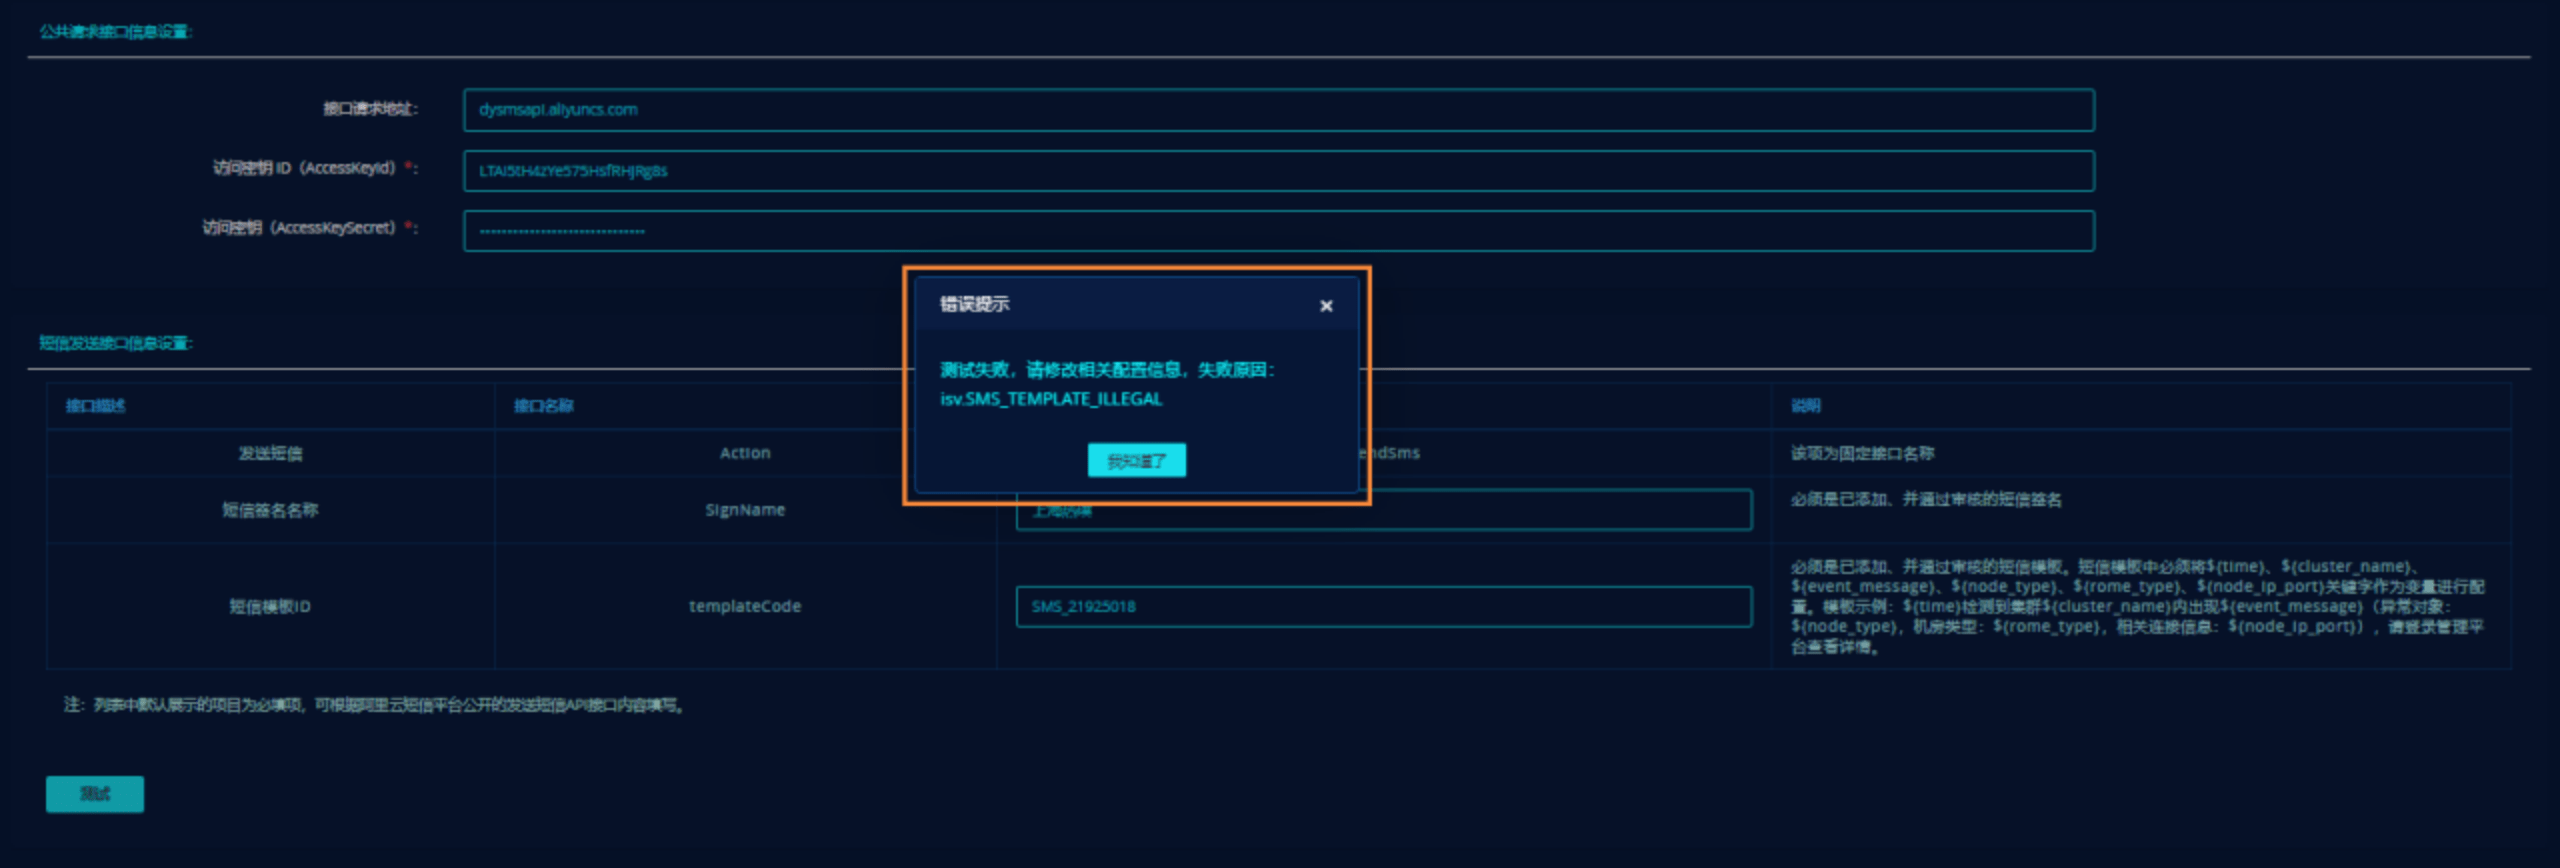 公共请求接口信息设置:
接口请求地址:
dysmsapi.aliyuncs.com
访问密钥 ID（AccessKeyId）*:
访问密钥（AccessKeySecret）*:
错误提示
×
测试失败，请修改相关配置信息，失败原因：
isv.SMS_TEMPLATE_ILLEGAL
我知道了
短信发送接口信息设置:
接口描述 接口名称 说明
发送短信 Action endSms 该项为固定接口名称
短信签名名称 SignName 上海 必须是已添加、并通过审核的短信签名
短信模板ID templateCode SMS_21925018
必须是已添加、并通过审核的短信模板。短信模板中必须将${time}、${cluster_name}、
${event_message}、${node_type}、${rome_type}、${node_ip_port}关键字作为变量进行配
置。模板示例：${time}检测到集群${cluster_name}内出现${event_message}（异常对象：
${node_type}，机房类型：${rome_type}，相关连接信息：${node_ip_port}），请登录管理平
台查看详情。
注：列表中默认展示的项目为必填项，可根据阿里云短信平台公开的发送短信API接口内容填写。
测试